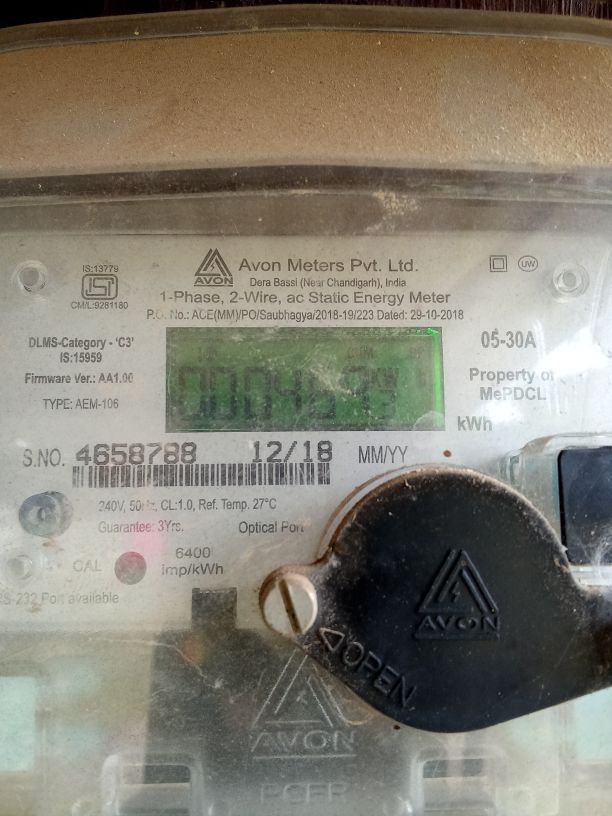 IS:13779
ISI
CM/L:9281180
AVON
Avon Meters Pvt. Ltd.
Dera Bassi (Near Chandigarh), India
UW
1-Phase, 2-Wire, ac Static Energy Meter
P.O. No.: ACE(MM)/PO/Saubhagya/2018-19/223 Dated: 29-10-2018
DLMS-Category - 'C3'
IS:15959
Firmware Ver.: AA1.00
TYPE: AEM-106
05-30A
Property of
MePDCL
kWh
S.NO. 4658788 12/18 MM/YY
240V, 50Hz, CL:1.0, Ref. Temp. 27°C
Guarantee: 3Yrs. Optical Port
CAL
6400
imp/kWh
RS-232 Port available
AVON
OPEN
AVON